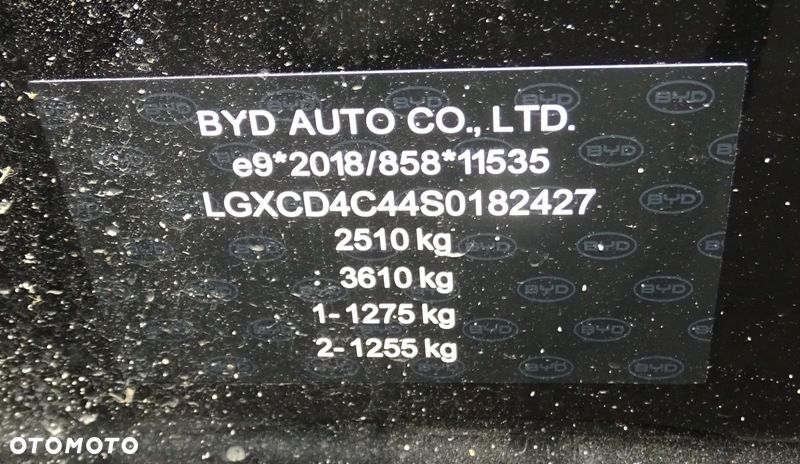 BYD AUTO CO., LTD.
e9*2018/858*11535
LGXCD4C44S0182427
2510 kg
: 3610 kg
1- 1275 kg
2- 1255 kg
OTOMOTO